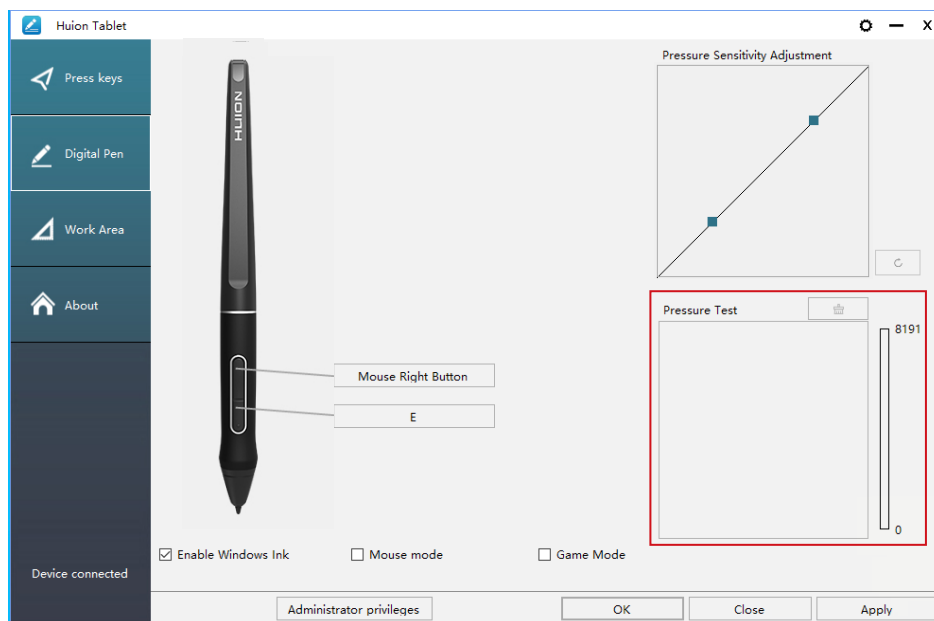 Huion Tablet
Press keys
Digital Pen
Work Area
About
Device connected
HUION
Mouse Right Button
E
Enable Windows Ink
Mouse mode
Game Mode
Pressure Sensitivity Adjustment
Pressure Test
8191
0
Administrator privileges
OK
Close
Apply